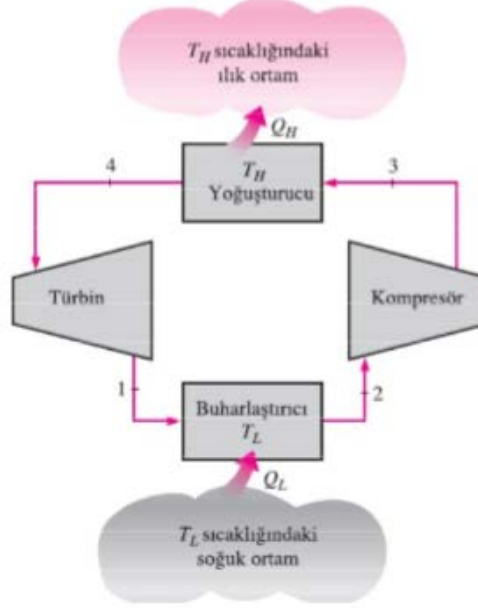 T_H sıcaklığındaki
ılık ortam
Q_H
4
T_H
Yoğuşturucu
3
Türbin
Kompresör
1
Buharlaştırıcı
T_L
2
Q_L
T_L sıcaklığındaki
soğuk ortam